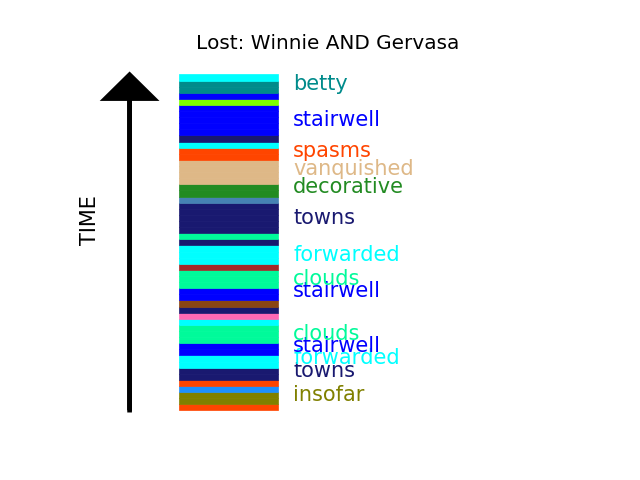 Lost: Winnie AND Gervasa
betty
stairwell
spasms
vanquished
decorative
towns
TIME
forwarded
clouds
stairwell
clouds
stairwell
forwarded
towns
insofar